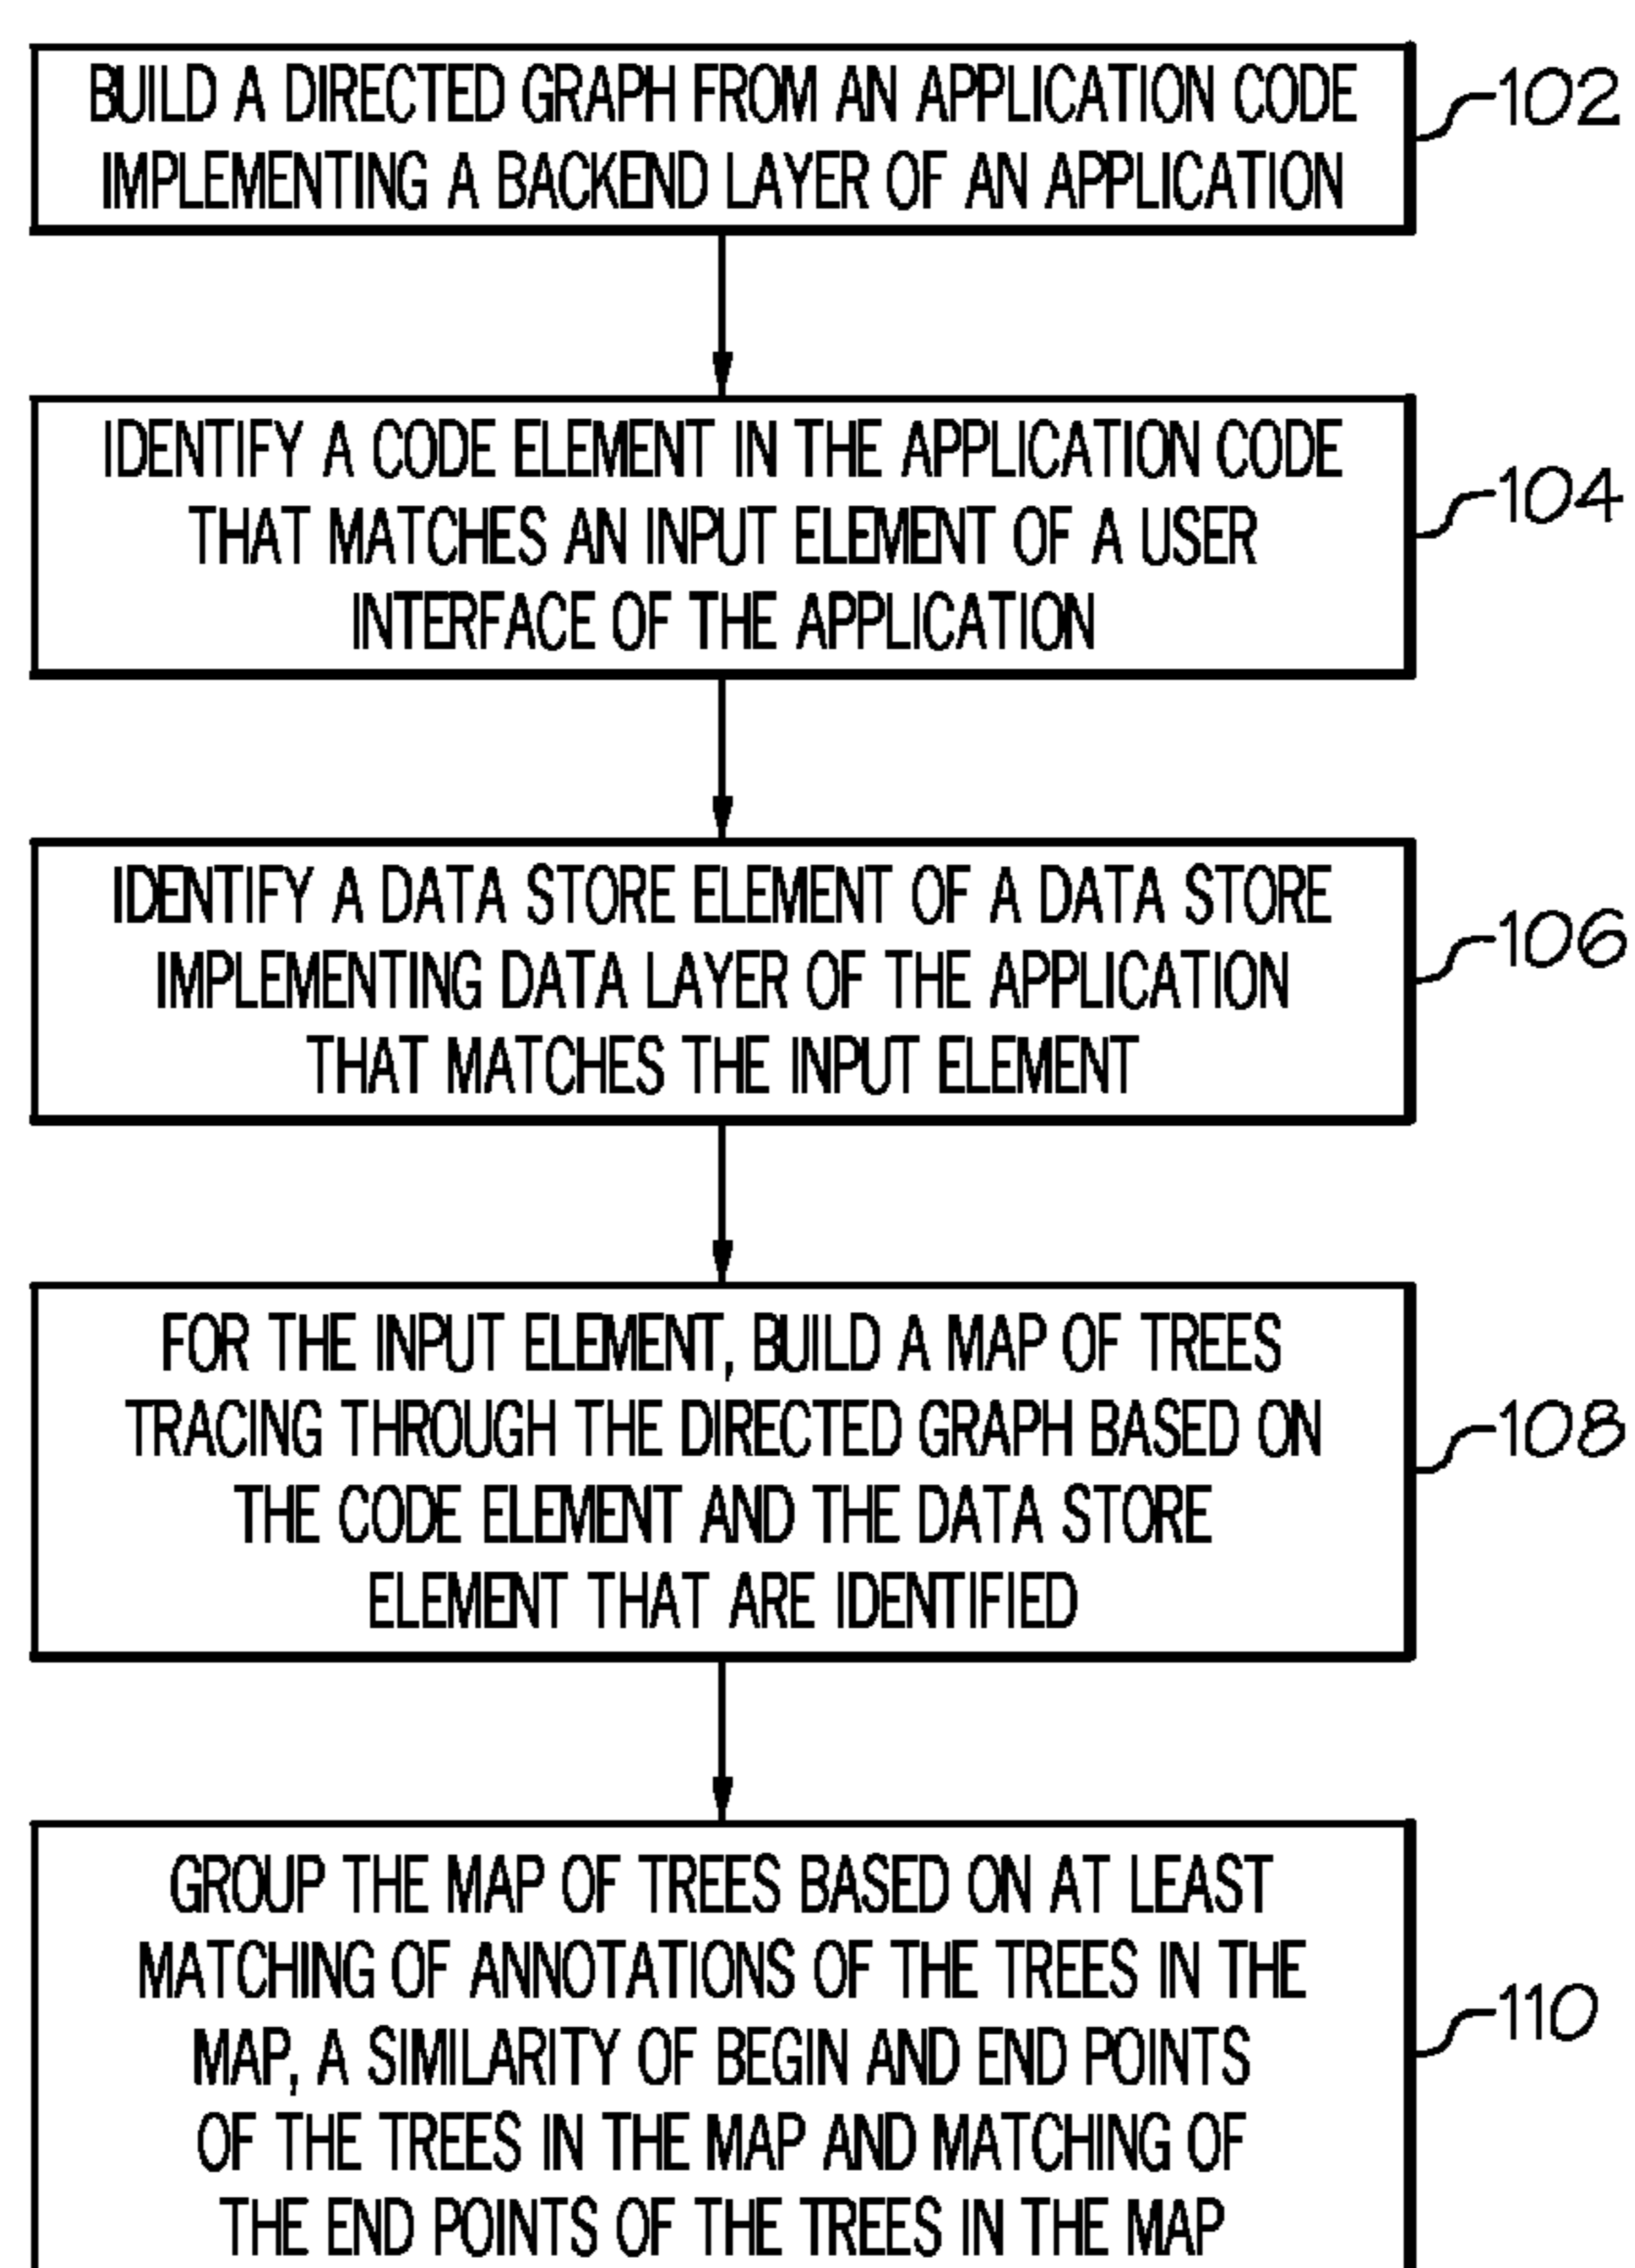 BUILD A DIRECTED GRAPH FROM AN APPLICATION CODE
IMPLEMENTING A BACKEND LAYER OF AN APPLICATION
102
IDENTIFY A CODE ELEMENT IN THE APPLICATION CODE
THAT MATCHES AN INPUT ELEMENT OF A USER
INTERFACE OF THE APPLICATION
104
IDENTIFY A DATA STORE ELEMENT OF A DATA STORE
IMPLEMENTING DATA LAYER OF THE APPLICATION
THAT MATCHES THE INPUT ELEMENT
106
FOR THE INPUT ELEMENT, BUILD A MAP OF TREES
TRACING THROUGH THE DIRECTED GRAPH BASED ON
THE CODE ELEMENT AND THE DATA STORE
ELEMENT THAT ARE IDENTIFIED
108
GROUP THE MAP OF TREES BASED ON AT LEAST
MATCHING OF ANNOTATIONS OF THE TREES IN THE
MAP, A SIMILARITY OF BEGIN AND END POINTS
OF THE TREES IN THE MAP AND MATCHING OF
THE END POINTS OF THE TREES IN THE MAP
110